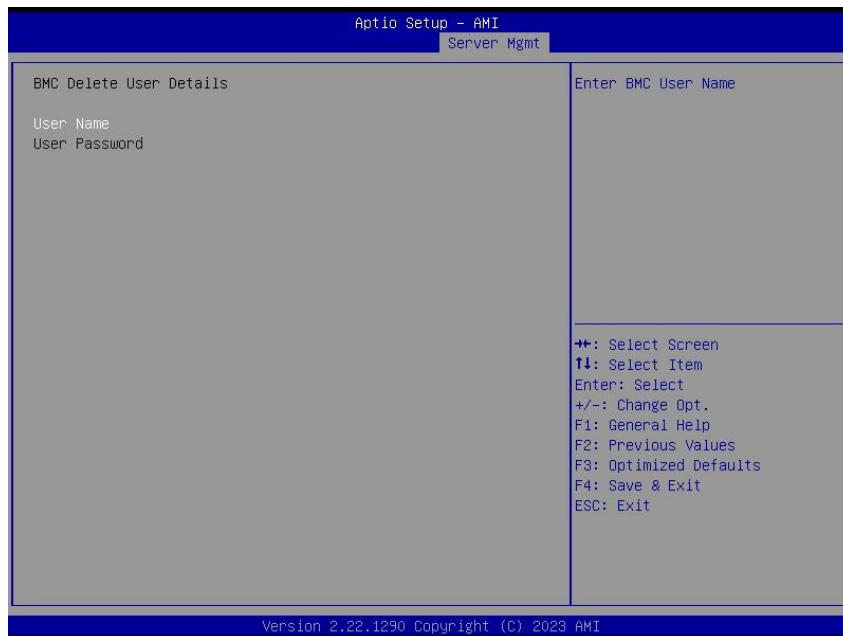 Aptio Setup – AMI
Server Mgmt
BMC Delete User Details
User Name
User Password
Enter BMC User Name
→←: Select Screen
↑↓: Select Item
Enter: Select
+/-: Change Opt.
F1: General Help
F2: Previous Values
F3: Optimized Defaults
F4: Save & Exit
ESC: Exit
Version 2.22.1290 Copyright (C) 2023 AMI